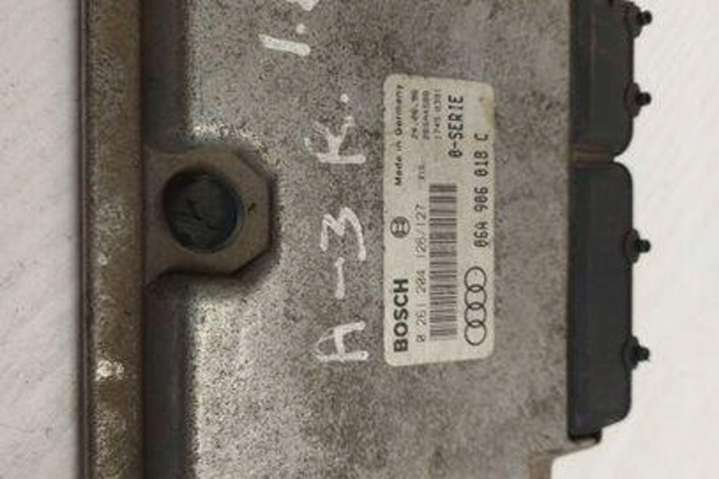 BOSCH
Made in Germany
0 261 204 126/127
0-SERIE
06A 906 018 C
A-3 K.